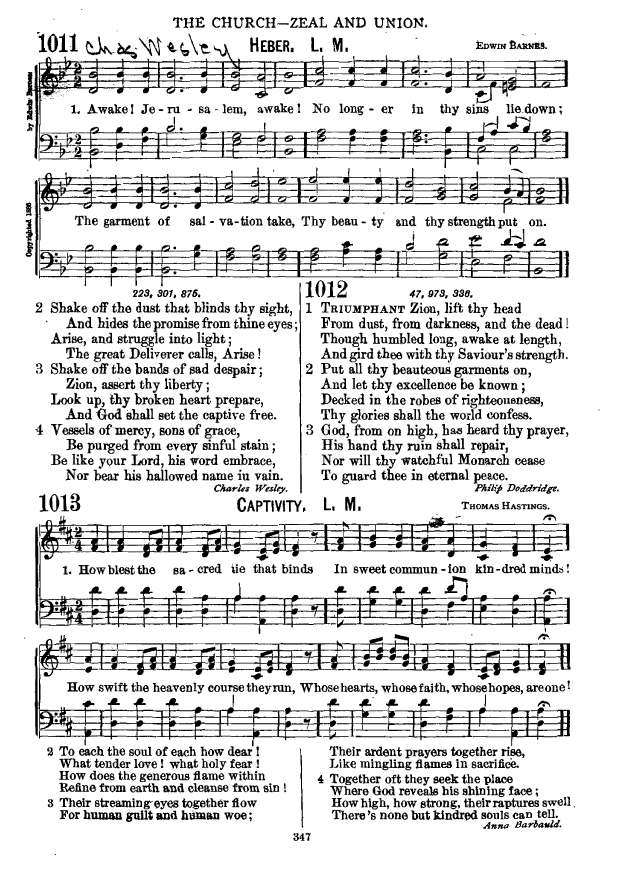 THE CHURCH—ZEAL AND UNION.
1011 Chas Wesley HEBER. L. M. EDWIN BARNES.
by Edwin Barnes
1. Awake! Je - ru - sa - lem, awake! No long - er in thy sins lie down;
Copyrighted 1886
The garment of sal - va - tion take, Thy beau - ty and thy strength put on.
223, 301, 875.
2 Shake off the dust that blinds thy sight,
And hides the promise from thine eyes;
Arise, and struggle into light;
The great Deliverer calls, Arise!
3 Shake off the bands of sad despair;
Zion, assert thy liberty;
Look up, thy broken heart prepare,
And God shall set the captive free.
4 Vessels of mercy, sons of grace,
Be purged from every sinful stain;
Be like your Lord, his word embrace,
Nor bear his hallowed name in vain.
Charles Wesley.
1012 47, 973, 336.
1 TRIUMPHANT Zion, lift thy head
From dust, from darkness, and the dead!
Though humbled long, awake at length,
And gird thee with thy Saviour's strength.
2 Put all thy beauteous garments on,
And let thy excellence be known;
Decked in the robes of righteousness,
Thy glories shall the world confess.
3 God, from on high, has heard thy prayer,
His hand thy ruin shall repair,
Nor will thy watchful Monarch cease
To guard thee in eternal peace.
Philip Doddridge.
1013 CAPTIVITY. L. M. THOMAS HASTINGS.
1. How blest the sa - cred tie that binds In sweet commun - ion kin - dred minds!
How swift the heavenly course they run, Whose hearts, whose faith, whose hopes, are one!
2 To each the soul of each how dear!
What tender love! what holy fear!
How does the generous flame within
Refine from earth and cleanse from sin!
3 Their streaming eyes together flow
For human guilt and human woe;
Their ardent prayers together rise,
Like mingling flames in sacrifice.
4 Together oft they seek the place
Where God reveals his shining face;
How high, how strong, their raptures swell
There's none but kindred souls can tell.
Anna Barbauld.
347